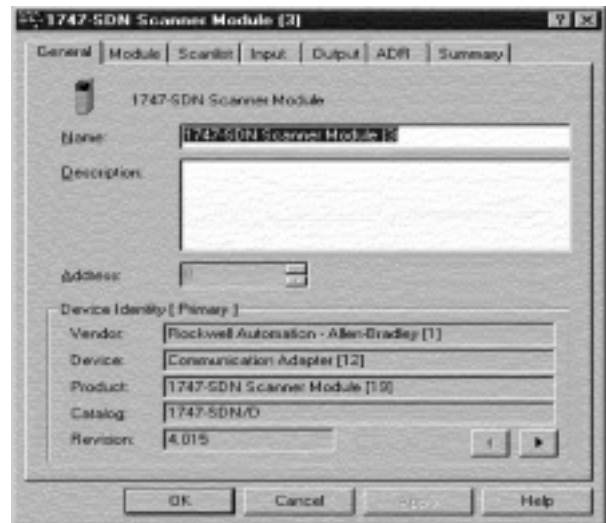 1747-SDN Scanner Module (3)
General Module Scanlist Input Output ADR Summary
1747-SDN Scanner Module
Name: 1747-SDN Scanner Module (3
Description:
Address: 0
Device Identity [ Primary ]
Vendor: Rockwell Automation - Allen-Bradley [1]
Device: Communication Adapter [12]
Product: 1747-SDN Scanner Module [19]
Catalog: 1747-SDN/D
Revision: 4.015
OK Cancel Apply Help